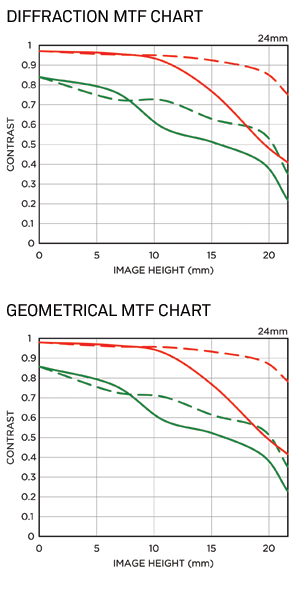 DIFFRACTION MTF CHART
24mm
1
0.9
0.8
0.7
0.6
0.5
0.4
0.3
0.2
0.1
0
CONTRAST
0 5 10 15 20
IMAGE HEIGHT (mm)
GEOMETRICAL MTF CHART
24mm
1
0.9
0.8
0.7
0.6
0.5
0.4
0.3
0.2
0.1
0
CONTRAST
0 5 10 15 20
IMAGE HEIGHT (mm)